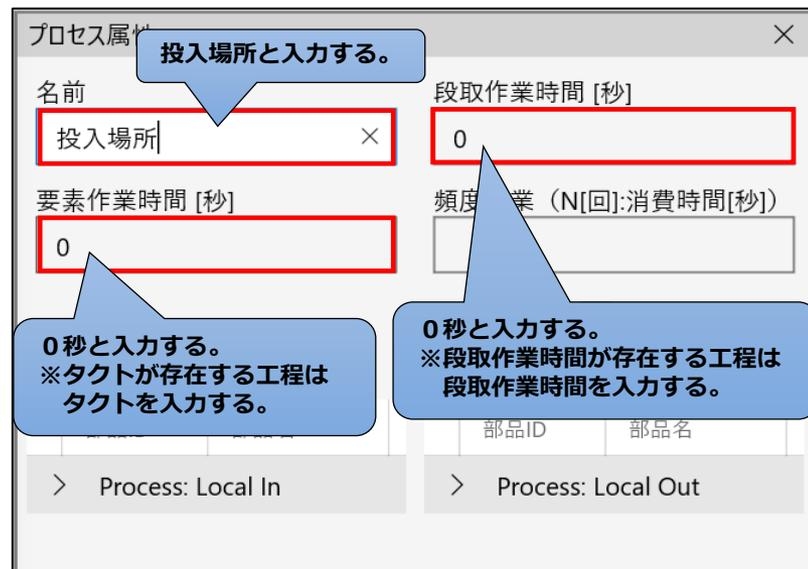 プロセス属性
投入場所と入力する。
名前
投入場所
段取作業時間 [秒]
0
要素作業時間 [秒]
0
頻度作業（N[回]:消費時間[秒]）
０秒と入力する。
※タクトが存在する工程は
タクトを入力する。
０秒と入力する。
※段取作業時間が存在する工程は
段取作業時間を入力する。
部品ID
部品名
Process: Local In
Process: Local Out